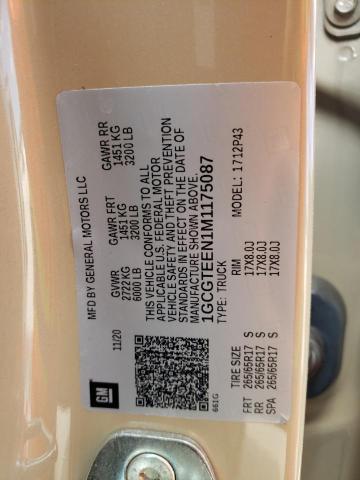 MFD BY GENERAL MOTORS LLC
GM
11/20
GVWR
2722 KG
6000 LB
GAWR FRT
1451 KG
3200 LB
GAWR RR
1451 KG
3200 LB
THIS VEHICLE CONFORMS TO ALL
APPLICABLE U.S. FEDERAL MOTOR
VEHICLE SAFETY AND THEFT PREVENTION
STANDARDS IN EFFECT ON THE DATE OF
MANUFACTURE SHOWN ABOVE.
1GCGTEEN1M1175087
TYPE: TRUCK
MODEL: 1712P43
661G
TIRE SIZE RIM
FRT 265/65R17 S 17X8.0J
RR 265/65R17 S 17X8.0J
SPA 265/65R17 S 17X8.0J